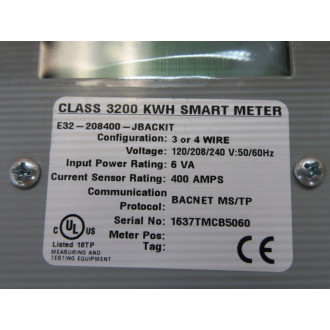 CLASS 3200 KWH SMART METER
E32-208400-JBACKIT
Configuration: 3 or 4 WIRE
Voltage: 120/208/240 V:50/60Hz
Input Power Rating: 6 VA
Current Sensor Rating: 400 AMPS
Communication
Protocol: BACNET MS/TP
Serial No: 1637TMCB5060
Meter Pos:
Tag:
C UL US
Listed 18TP
MEASURING AND
TESTING EQUIPMENT
CE